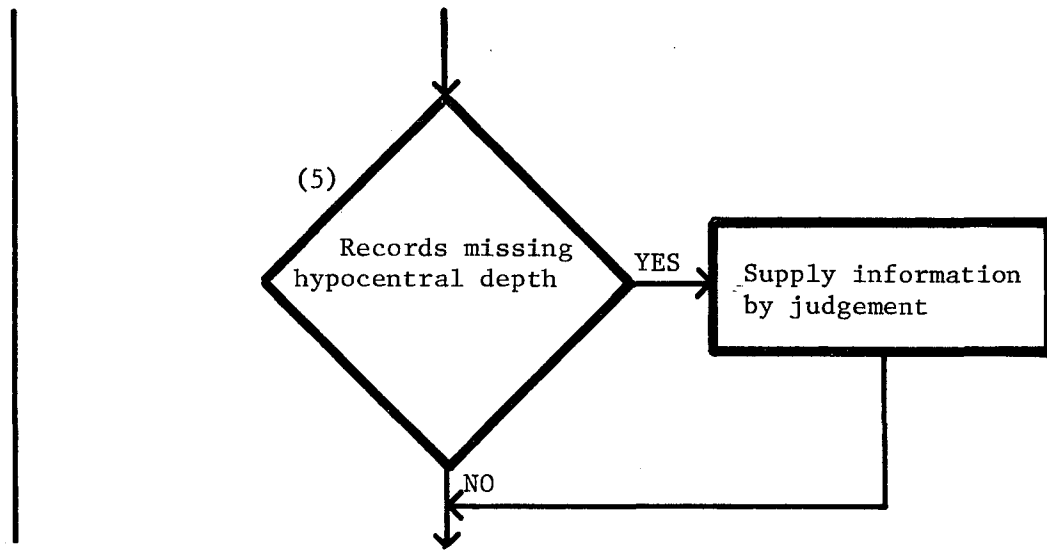 (5)
Records missing
hypocentral depth
YES
Supply information
by judgement
NO